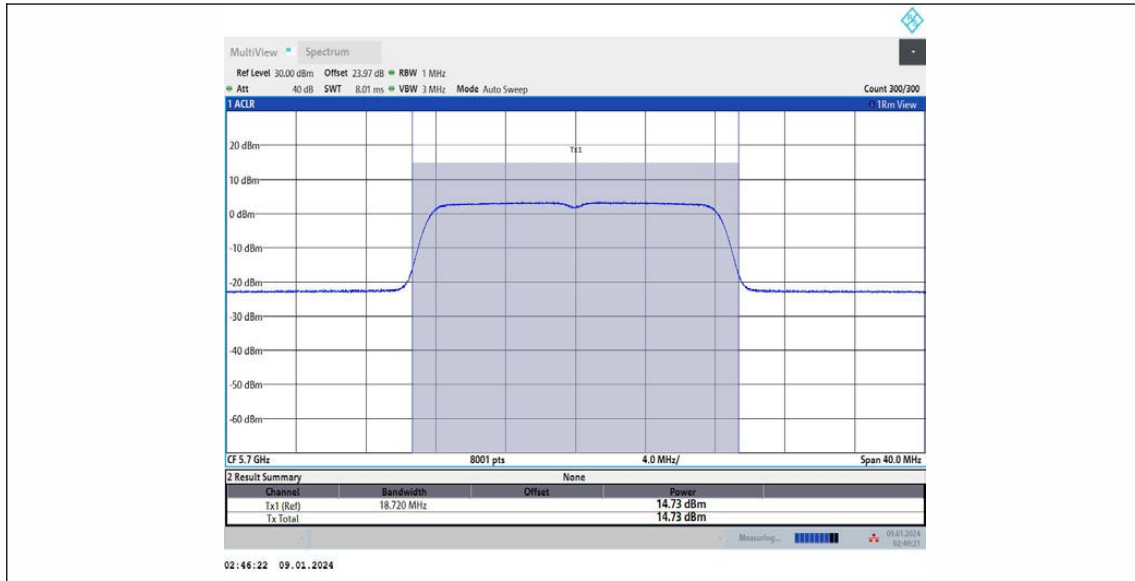 MultiView Spectrum
Ref Level 30.00 dBm Offset 23.97 dB RBW 1 MHz
Att 40 dB SWT 8.01 ms VBW 3 MHz Mode Auto Sweep Count 300/300
1 ACLR 1Rm View
20 dBm
Tx1
10 dBm
0 dBm
-10 dBm
-20 dBm
-30 dBm
-40 dBm
-50 dBm
-60 dBm
CF 5.7 GHz 8001 pts 4.0 MHz/ Span 40.0 MHz
2 Result Summary None
Channel Bandwidth Offset Power
Tx1 (Ref) 18.720 MHz 14.73 dBm
Tx Total 14.73 dBm
Measuring... 09.01.2024
02:46:21
02:46:22 09.01.2024